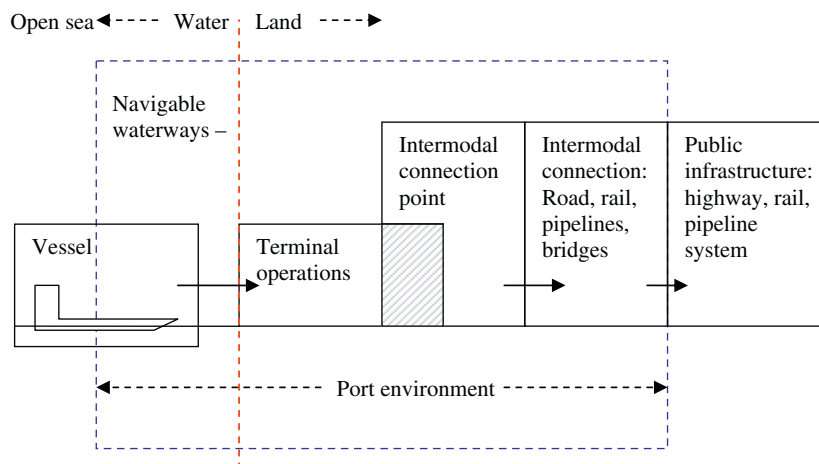 Open sea
Water
Land
Navigable
waterways –
Intermodal
connection
point
Intermodal
connection:
Road, rail,
pipelines,
bridges
Public
infrastructure:
highway, rail,
pipeline
system
Vessel
Terminal
operations
Port environment